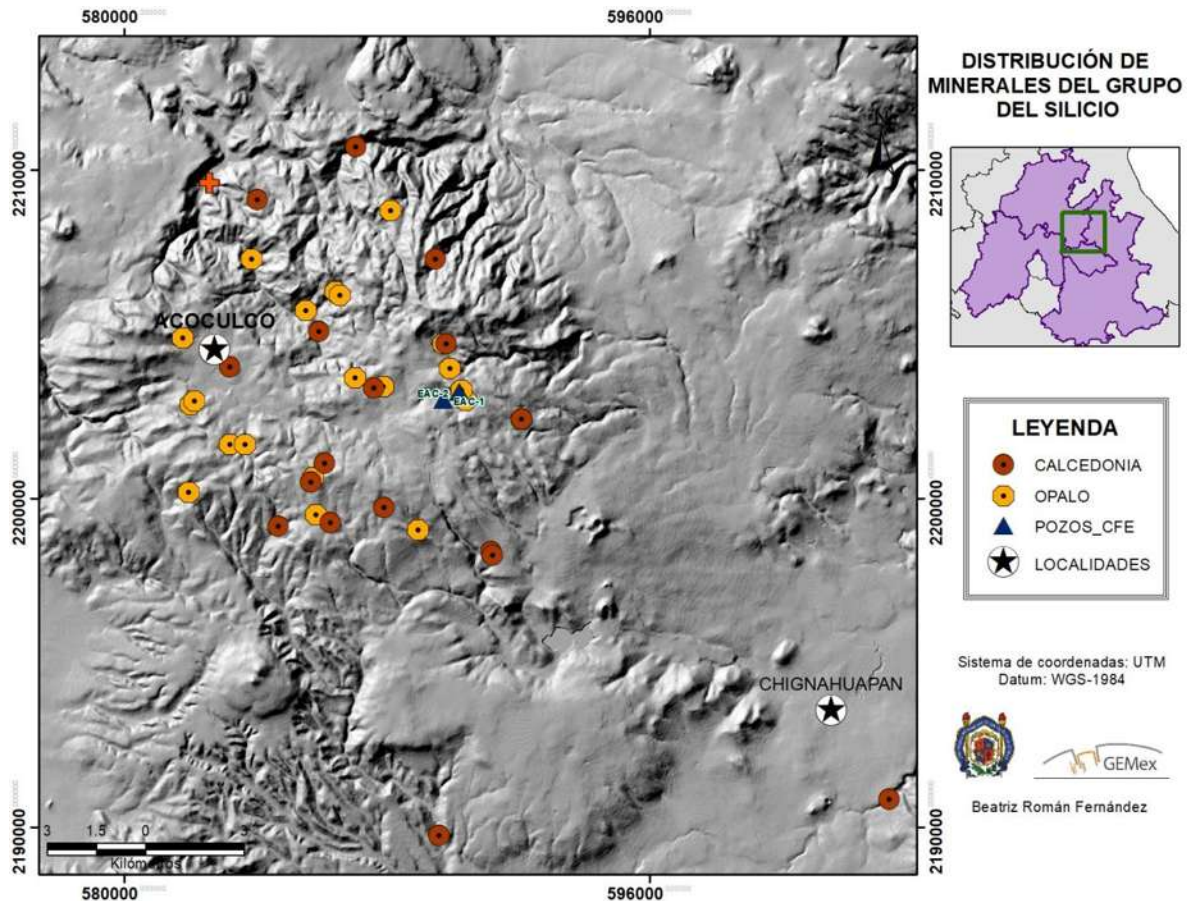 580000
596000
DISTRIBUCIÓN DE
MINERALES DEL GRUPO
DEL SILICIO
2210000
2210000
ACOCULCO
EAC-2
EAC-1
LEYENDA
CALCEDONIA
OPALO
POZOS_CFE
LOCALIDADES
2200000
2200000
Sistema de coordenadas: UTM
Datum: WGS-1984
CHIGNAHUAPAN
GEMex
Beatriz Román Fernández
2190000
2190000
3 1.5 0 3
Kilómetros
580000
596000